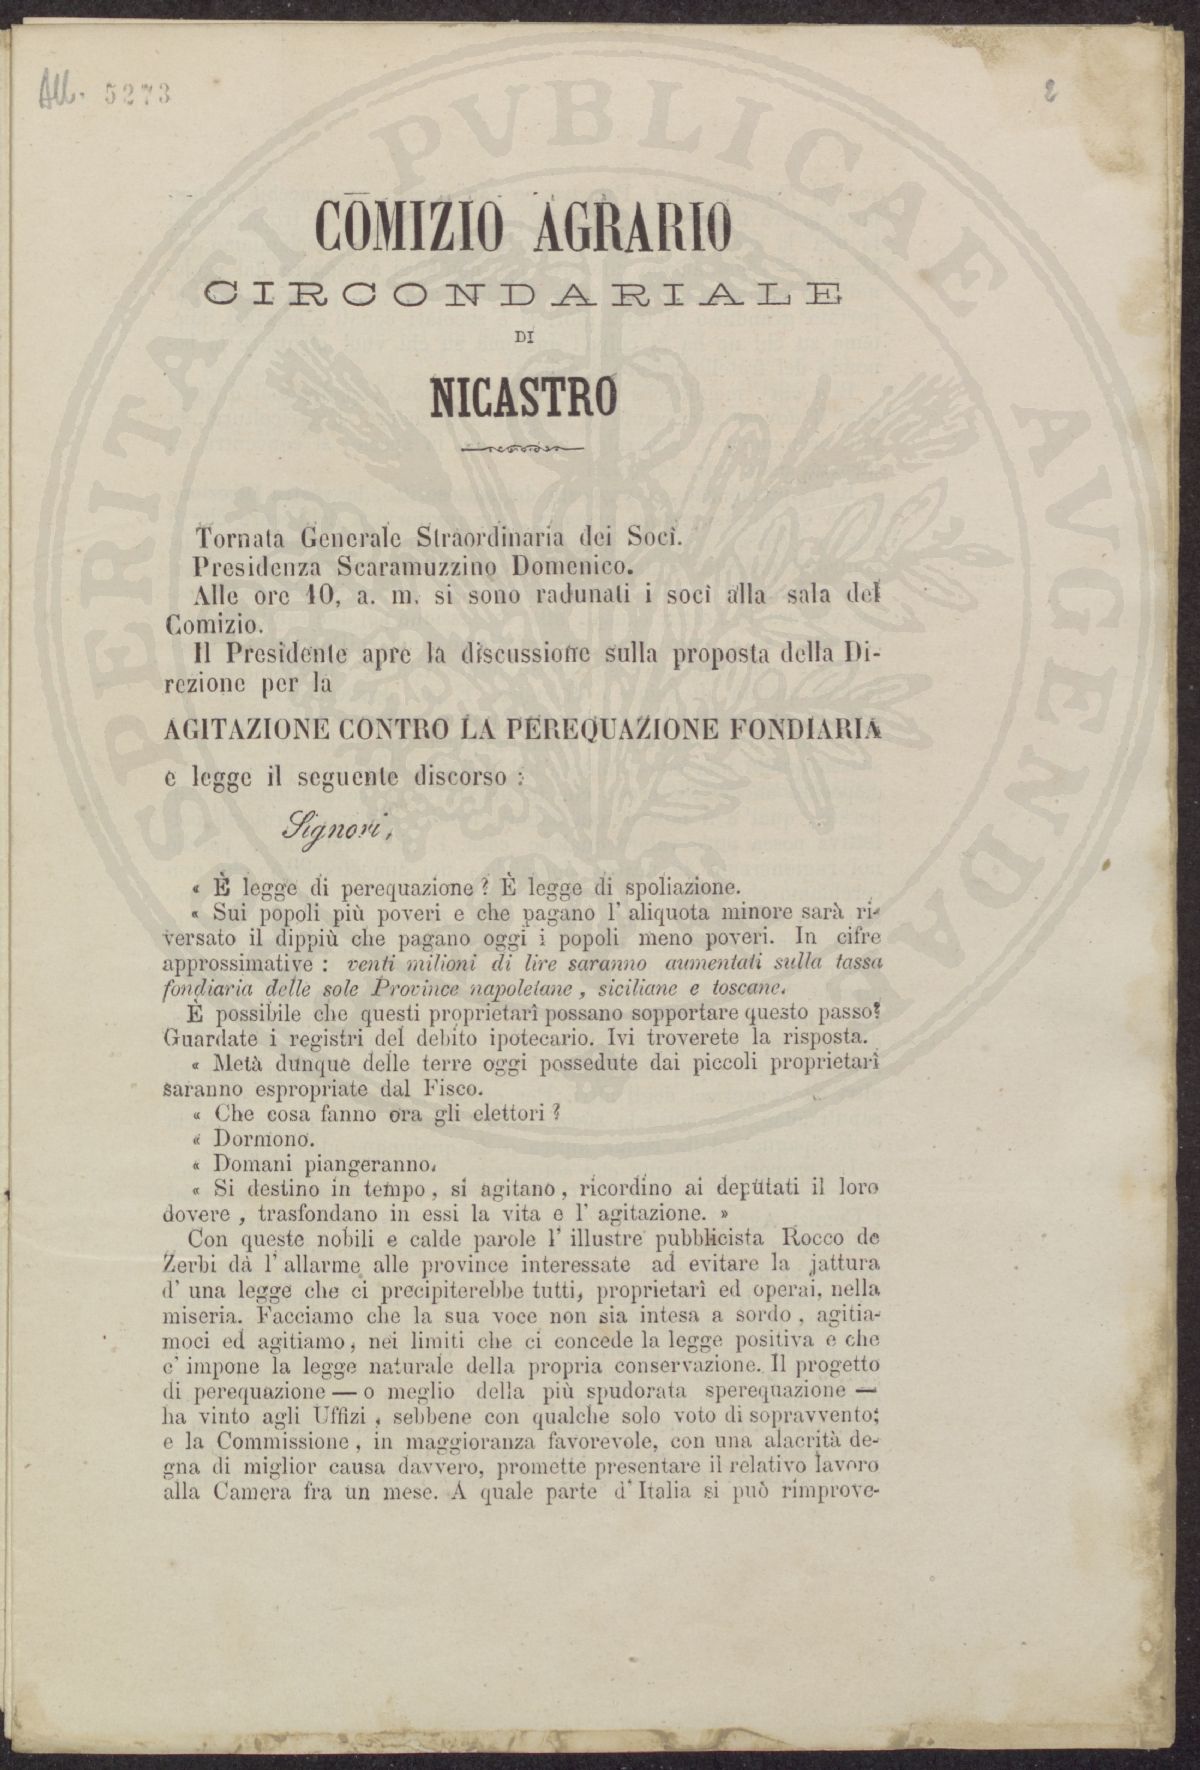 All. 5273
2
COMIZIO AGRARIO
CIRCONDARIALE
DI
NICASTRO
Tornata Generale Straordinaria dei Socî.
Presidenza Scaramuzzino Domenico.
Alle ore 10, a. m. si sono radunati i socì alla sala del
Comizio.
Il Presidente apre la discussione sulla proposta della Di-
rezione per la
AGITAZIONE CONTRO LA PEREQUAZIONE FONDIARIA
e legge il seguente discorso :
Signori,
« È legge di perequazione ? È legge di spoliazione.
« Sui popoli più poveri e che pagano l' aliquota minore sarà ri-
versato il dippiù che pagano oggi i popoli meno poveri. In cifre
approssimative : venti milioni di lire saranno aumentati sulla tassa
fondiaria delle sole Province napoletane , siciliane e toscane.
È possibile che questi proprietarî possano sopportare questo passo?
Guardate i registri del debito ipotecario. Ivi troverete la risposta.
« Metà dunque delle terre oggi possedute dai piccoli proprietarî
saranno espropriate dal Fisco.
« Che cosa fanno ora gli elettori ?
« Dormono.
« Domani piangeranno.
« Si destino in tempo , si agitano , ricordino ai deputati il loro
dovere , trasfondano in essi la vita e l' agitazione. »
Con queste nobili e calde parole l' illustre pubblicista Rocco de
Zerbi dà l' allarme alle province interessate ad evitare la jattura
d' una legge che ci precipiterebbe tutti, proprietarî ed operai, nella
miseria. Facciamo che la sua voce non sia intesa a sordo , agitia-
moci ed agitiamo, nei limiti che ci concede la legge positiva e che
c' impone la legge naturale della propria conservazione. Il progetto
di perequazione — o meglio della più spudorata sperequazione —
ha vinto agli Uffizi , sebbene con qualche solo voto di sopravvento;
e la Commissione , in maggioranza favorevole, con una alacrità de-
gna di miglior causa davvero, promette presentare il relativo lavoro
alla Camera fra un mese. A quale parte d' Italia si può rimprove-
PROSPERITATI PVBLICAE AVGENDAE